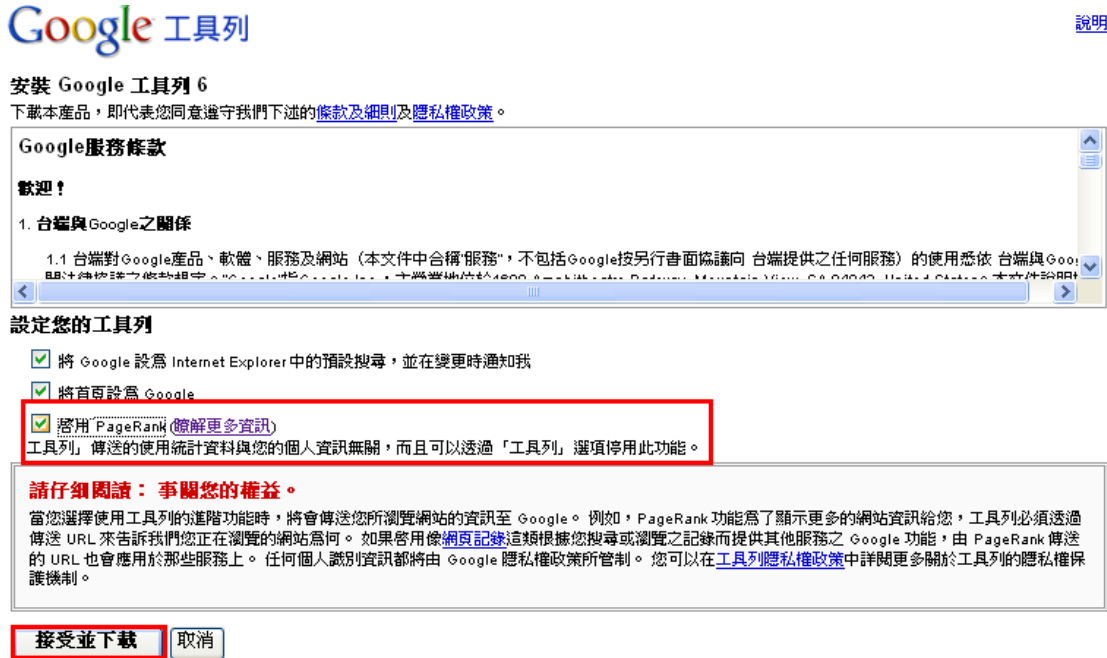 Google 工具列
說明
安裝 Google 工具列 6
下載本產品，即代表您同意遵守我們下述的條款及細則及隱私權政策。
Google服務條款
歡迎！
1. 台端與Google之關係
1.1 台端對Google產品、軟體、服務及網站（本文件中合稱"服務"，不包括Google按另行書面協議向 台端提供之任何服務）的使用悉依 台端與Goo
設定您的工具列
將 Google 設為 Internet Explorer 中的預設搜尋，並在變更時通知我
將首頁設為 Google
啓用 PageRank (瞭解更多資訊)
工具列」傳送的使用統計資料與您的個人資訊無關，而且可以透過「工具列」選項停用此功能。
請仔細閱讀： 事關您的權益。
當您選擇使用工具列的進階功能時，將會傳送您所瀏覽網站的資訊至 Google。 例如，PageRank 功能為了顯示更多的網站資訊給您，工具列必須透過
傳送 URL 來告訴我們您正在瀏覽的網站為何。 如果啓用像網頁記錄這類根據您搜尋或瀏覽之記錄而提供其他服務之 Google 功能，由 PageRank 傳送
的 URL 也會應用於那些服務上。 任何個人識別資訊都將由 Google 隱私權政策所管制。 您可以在工具列隱私權政策中詳閱更多關於工具列的隱私權保
護機制。
接受並下載
取消